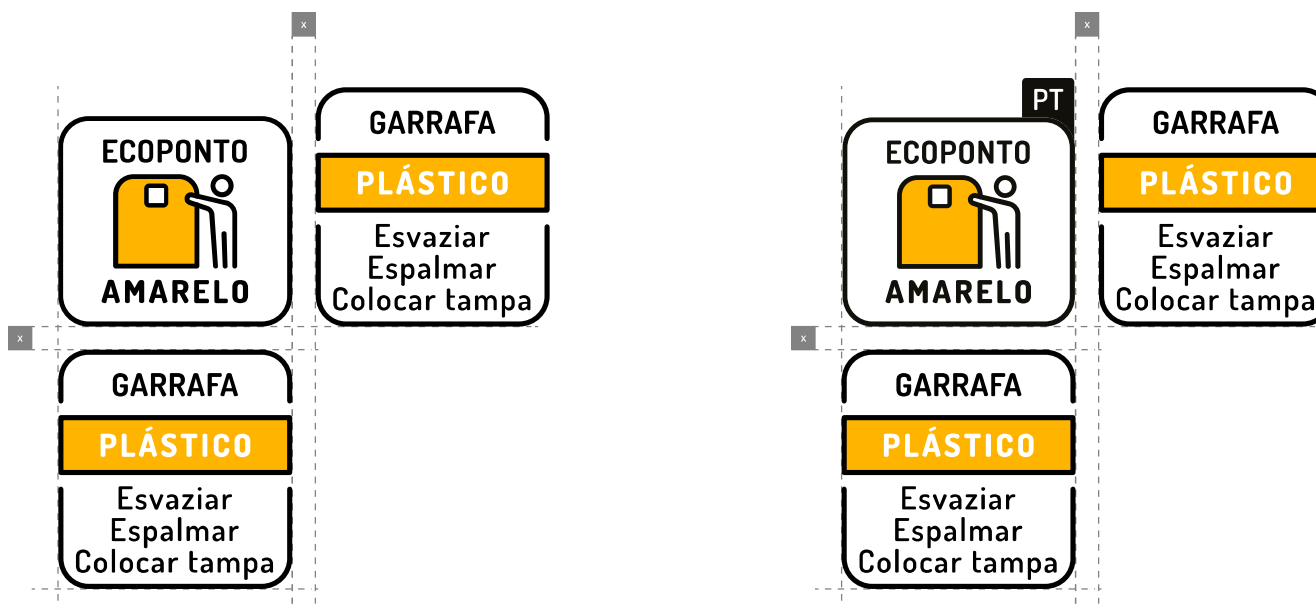 x
ECOPONTO
AMARELO
GARRAFA
PLÁSTICO
Esvaziar
Espalmar
Colocar tampa
x
GARRAFA
PLÁSTICO
Esvaziar
Espalmar
Colocar tampa
x
PT
ECOPONTO
AMARELO
GARRAFA
PLÁSTICO
Esvaziar
Espalmar
Colocar tampa
x
GARRAFA
PLÁSTICO
Esvaziar
Espalmar
Colocar tampa